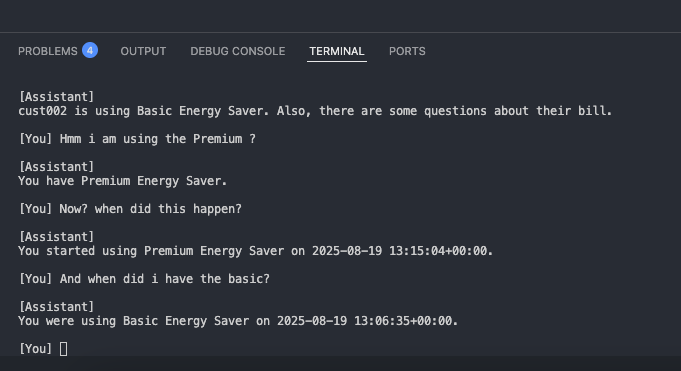 PROBLEMS 4 OUTPUT DEBUG CONSOLE TERMINAL PORTS
[Assistant]
cust002 is using Basic Energy Saver. Also, there are some questions about their bill.
[You] Hmm i am using the Premium ?
[Assistant]
You have Premium Energy Saver.
[You] Now? when did this happen?
[Assistant]
You started using Premium Energy Saver on 2025-08-19 13:15:04+00:00.
[You] And when did i have the basic?
[Assistant]
You were using Basic Energy Saver on 2025-08-19 13:06:35+00:00.
[You]